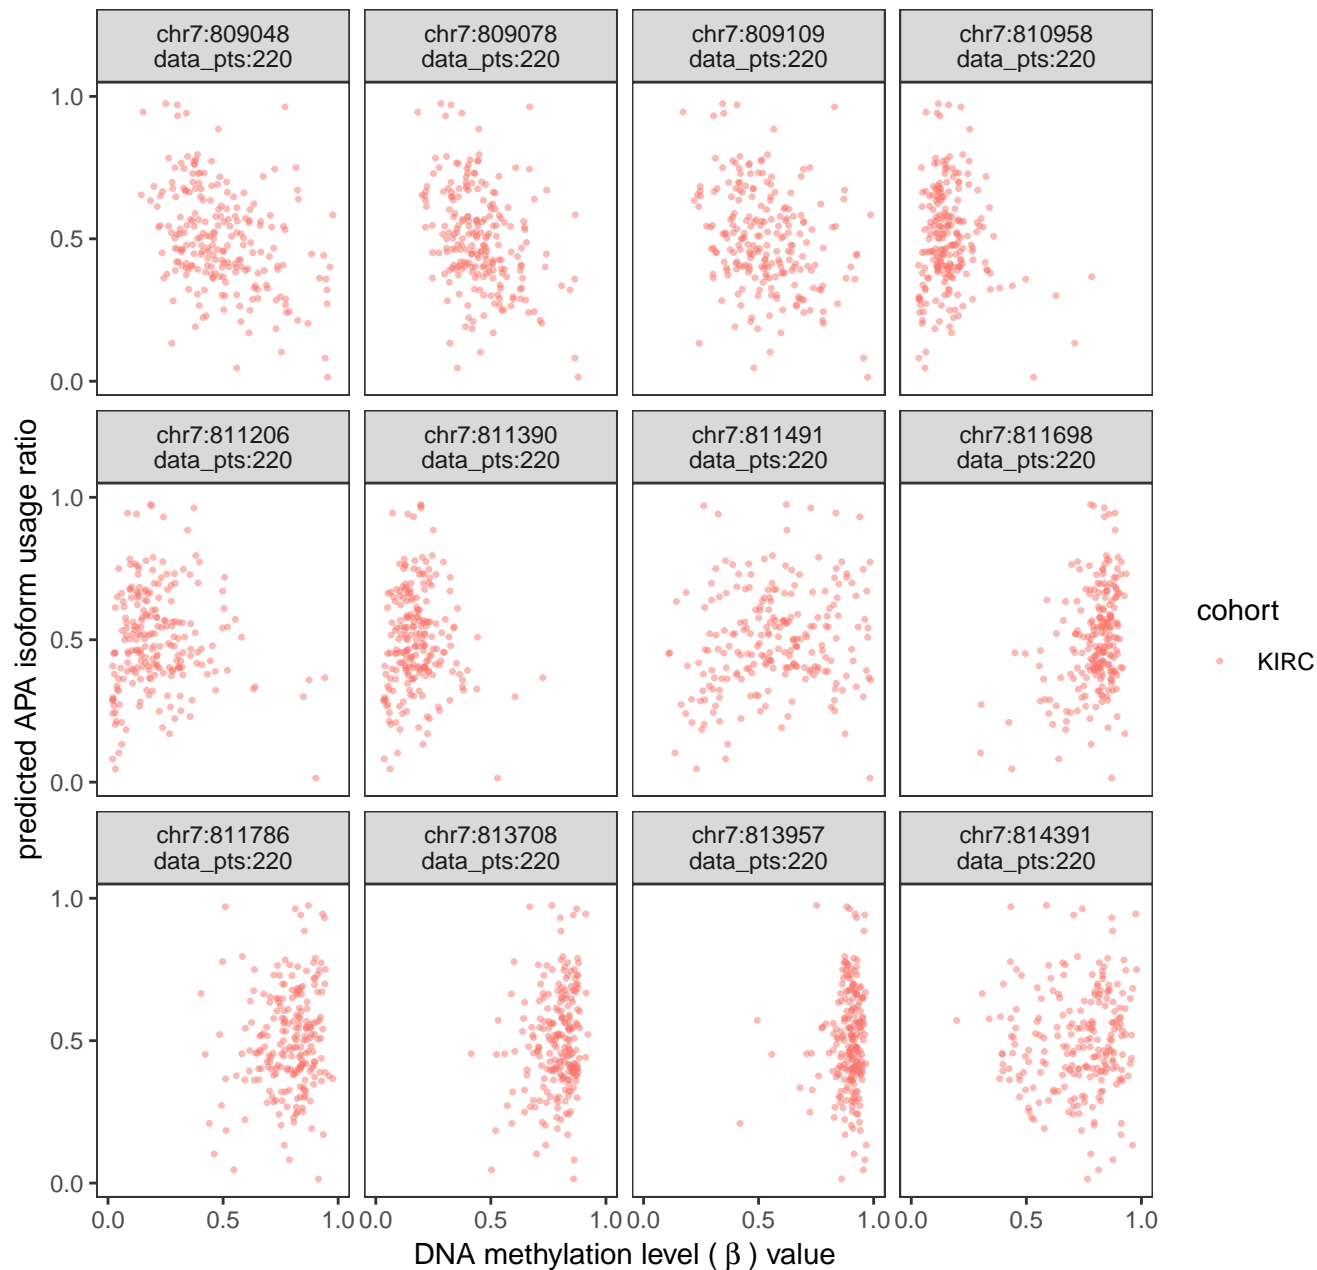 chr7:809048
data_pts:220
chr7:809078
data_pts:220
chr7:809109
data_pts:220
chr7:810958
data_pts:220
1.0
0.5
0.0
chr7:811206
data_pts:220
chr7:811390
data_pts:220
chr7:811491
data_pts:220
chr7:811698
data_pts:220
1.0
0.5
0.0
chr7:811786
data_pts:220
chr7:813708
data_pts:220
chr7:813957
data_pts:220
chr7:814391
data_pts:220
1.0
0.5
0.0
0.0 0.5 1.0
0.0 0.5 1.0
0.0 0.5 1.0
0.0 0.5 1.0
DNA methylation level ( β ) value
predicted APA isoform usage ratio
cohort
KIRC